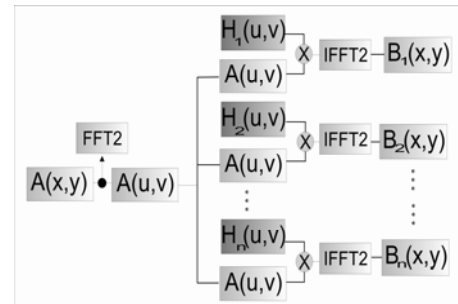 H₁(u,v)
X IFFT2 B₁(x,y)
A(u,v)
H₂(u,v)
FFT2
X IFFT2 B₂(x,y)
A(x,y) A(u,v) A(u,v)
Hₙ(u,v)
X IFFT2 Bₙ(x,y)
A(u,v)